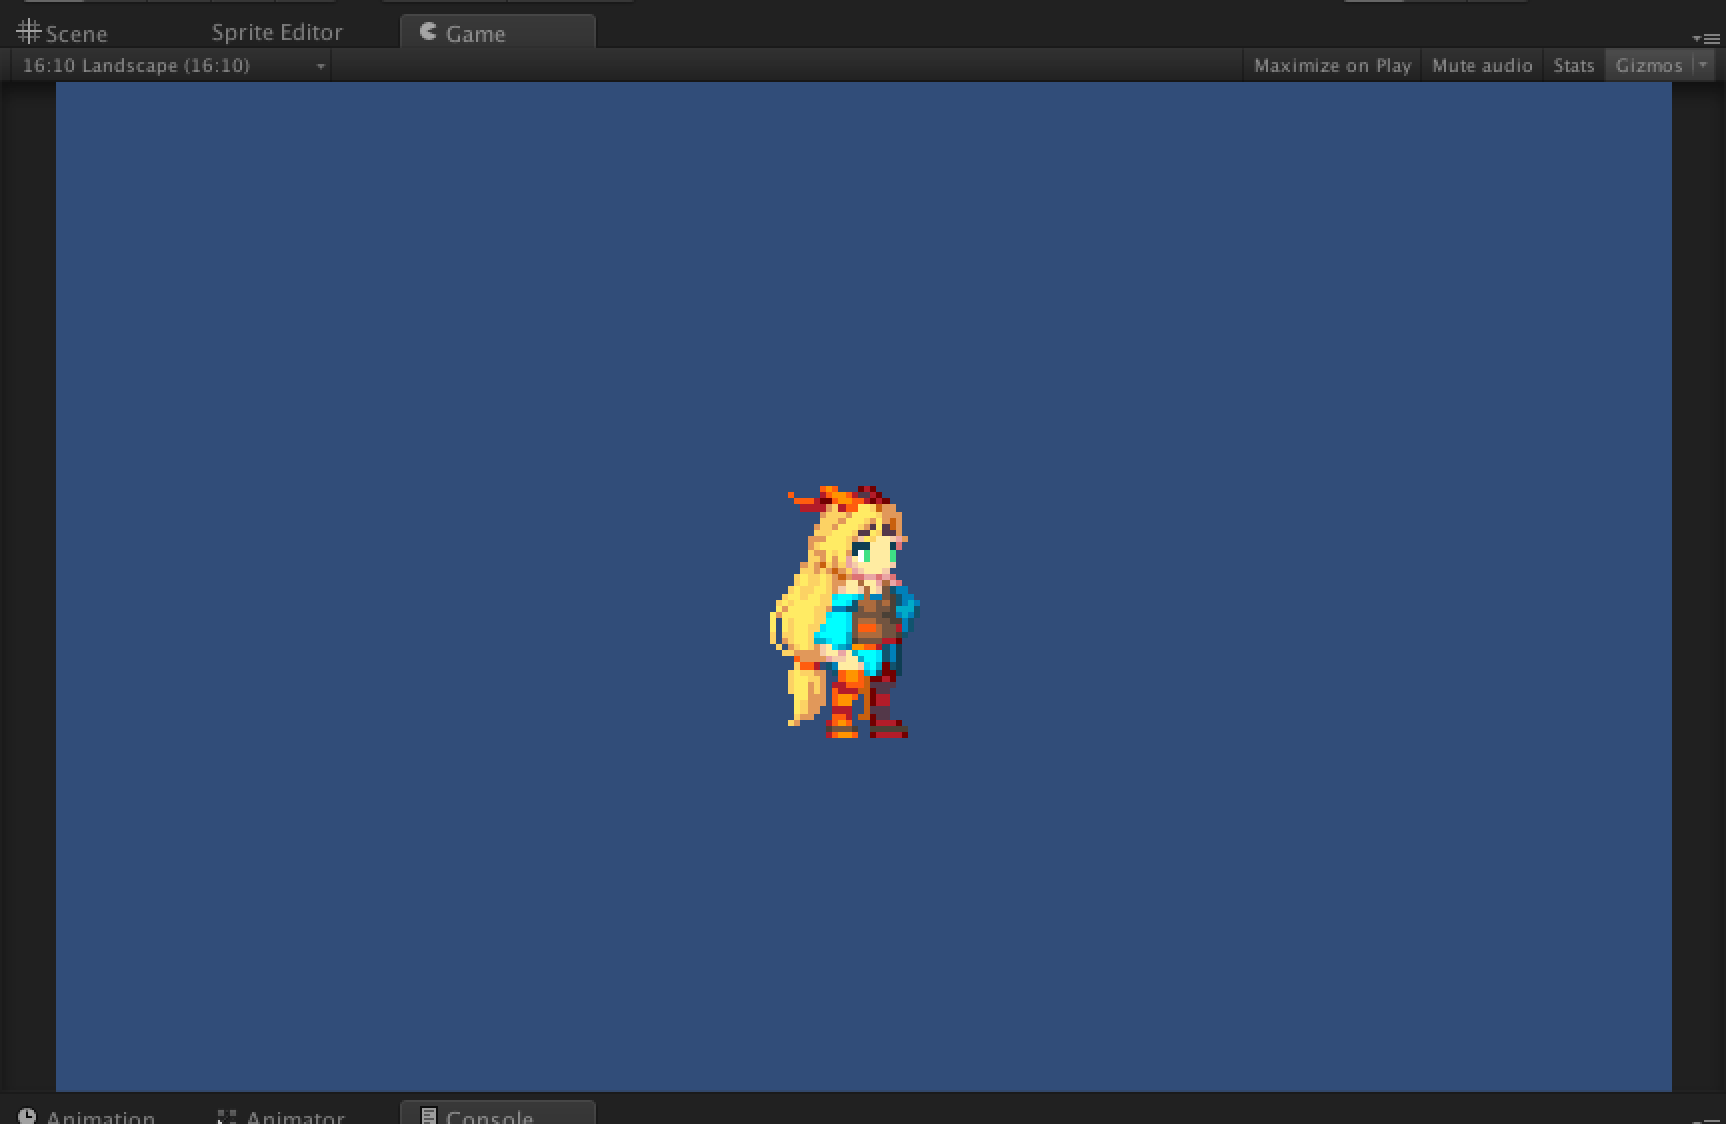 Scene Sprite Editor Game
16:10 Landscape (16:10) Maximize on Play Mute audio Stats Gizmos
Animation Animator Console